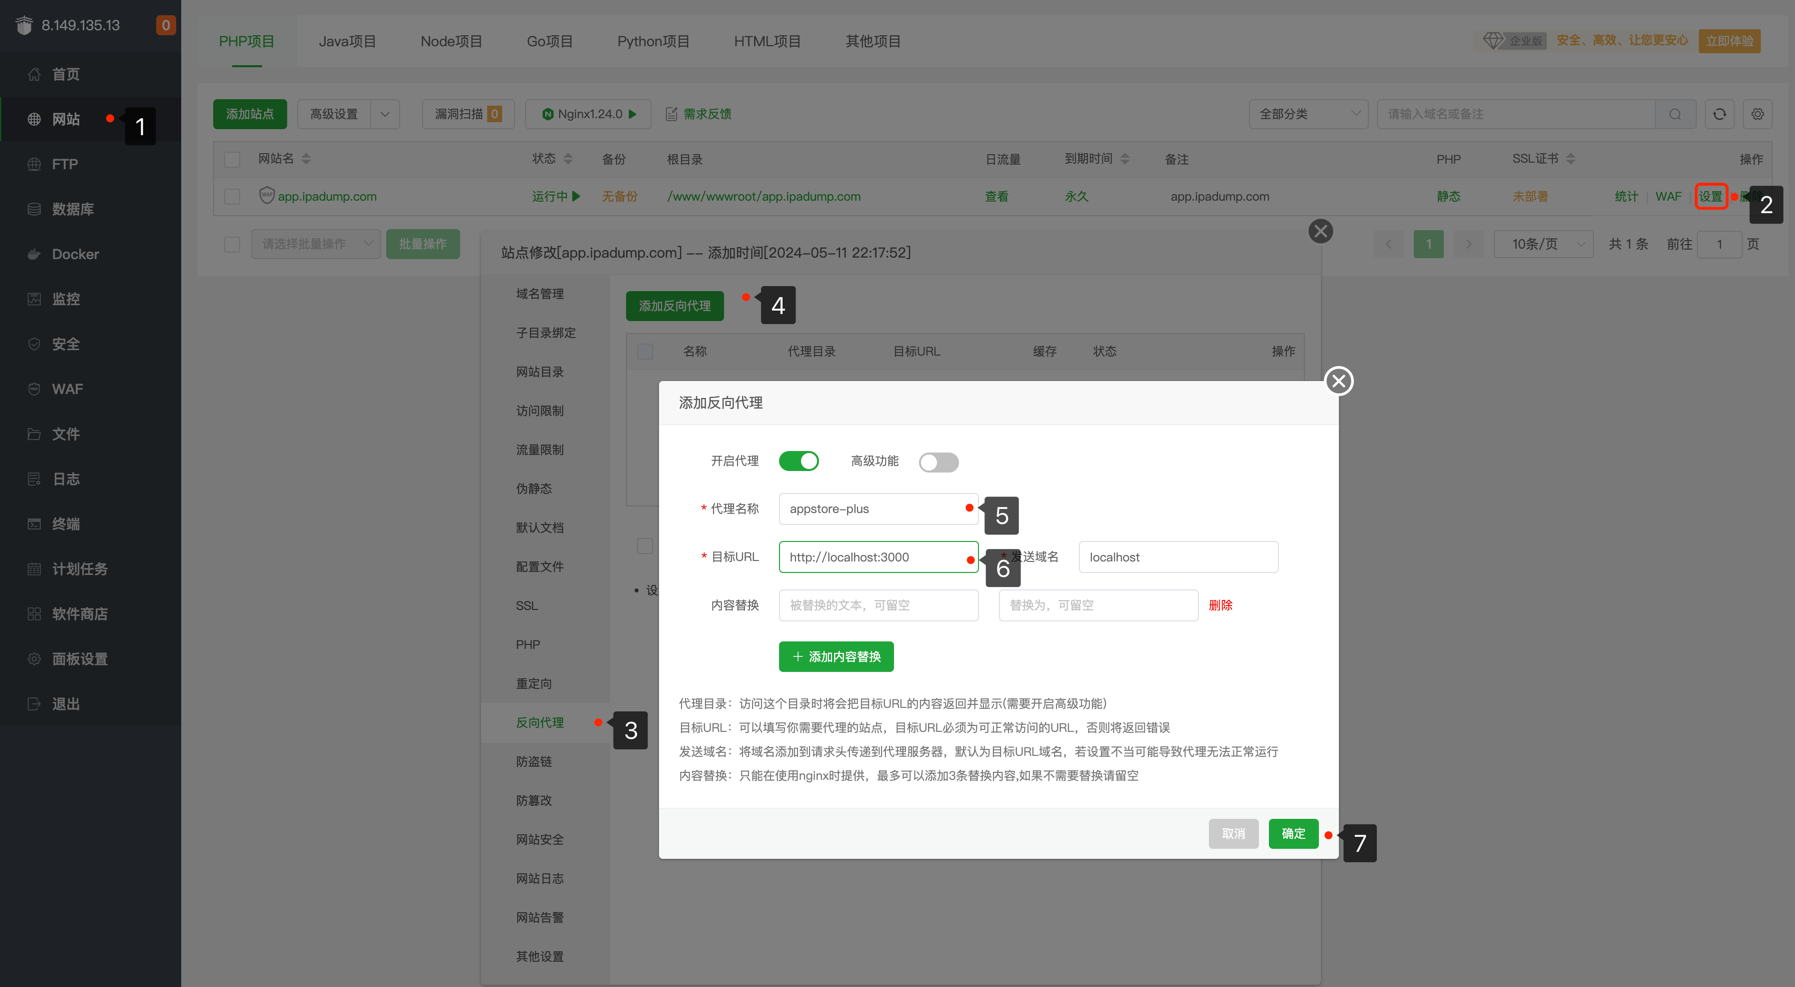 8.149.135.13
0
首页
网站
1
FTP
数据库
Docker
监控
安全
WAF
文件
日志
终端
计划任务
软件商店
面板设置
退出
PHP项目
Java项目
Node项目
Go项目
Python项目
HTML项目
其他项目
企业版
安全、高效、让您更安心
立即体验
添加站点
高级设置
漏洞扫描 0
Nginx1.24.0
需求反馈
全部分类
请输入域名或备注
网站名
状态
备份
根目录
日流量
到期时间
备注
PHP
SSL证书
操作
WAF
app.ipadump.com
运行中
无备份
/www/wwwroot/app.ipadump.com
查看
永久
app.ipadump.com
静态
未部署
统计
WAF
设置
2
请选择批量操作
批量操作
1
10条/页
共 1 条
前往
1
页
站点修改[app.ipadump.com] -- 添加时间[2024-05-11 22:17:52]
域名管理
子目录绑定
网站目录
访问限制
流量限制
伪静态
默认文档
配置文件
SSL
PHP
重定向
反向代理
3
防盗链
防篡改
网站安全
网站日志
网站告警
其他设置
添加反向代理
4
名称
代理目录
目标URL
缓存
状态
操作
设
添加反向代理
开启代理
高级功能
* 代理名称
appstore-plus
5
* 目标URL
http://localhost:3000
6
* 发送域名
localhost
内容替换
被替换的文本，可留空
替换为，可留空
删除
添加内容替换
代理目录：访问这个目录时将会把目标URL的内容返回并显示(需要开启高级功能)
目标URL：可以填写你需要代理的站点，目标URL必须为可正常访问的URL，否则将返回错误
发送域名：将域名添加到请求头传递到代理服务器，默认为目标URL域名，若设置不当可能导致代理无法正常运行
内容替换：只能在使用nginx时提供，最多可以添加3条替换内容,如果不需要替换请留空
取消
确定
7